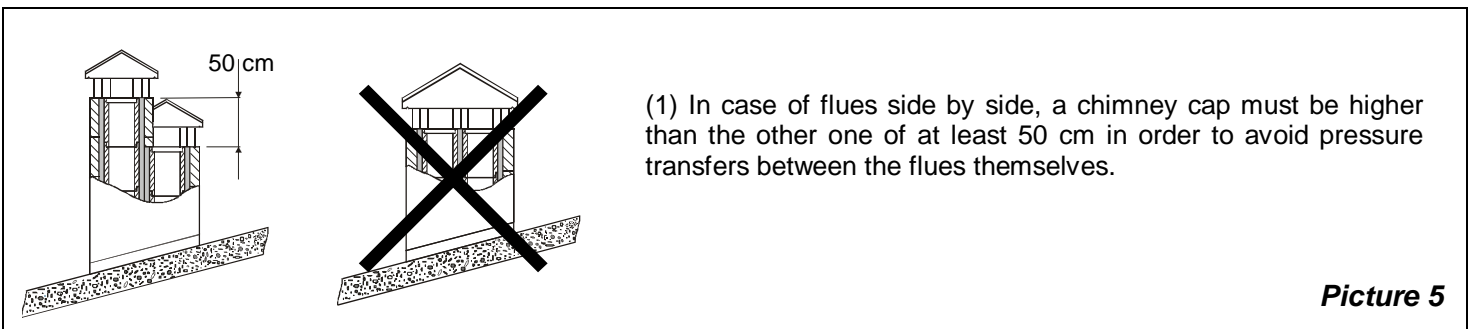 50 cm
(1) In case of flues side by side, a chimney cap must be higher
than the other one of at least 50 cm in order to avoid pressure
transfers between the flues themselves.
Picture 5